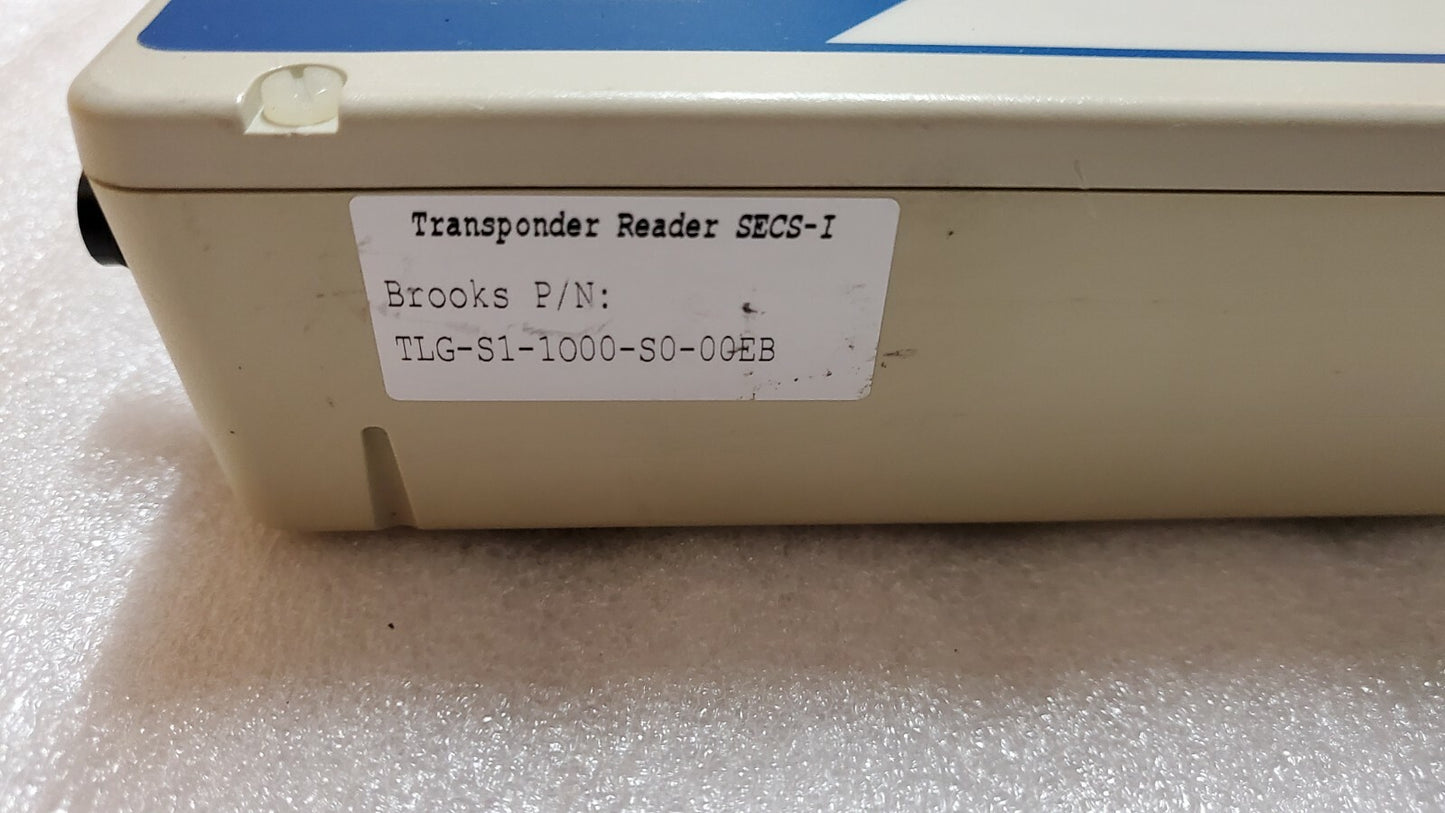 Transponder Reader SECS-I
Brooks P/N:
TLG-S1-1000-S0-00EB